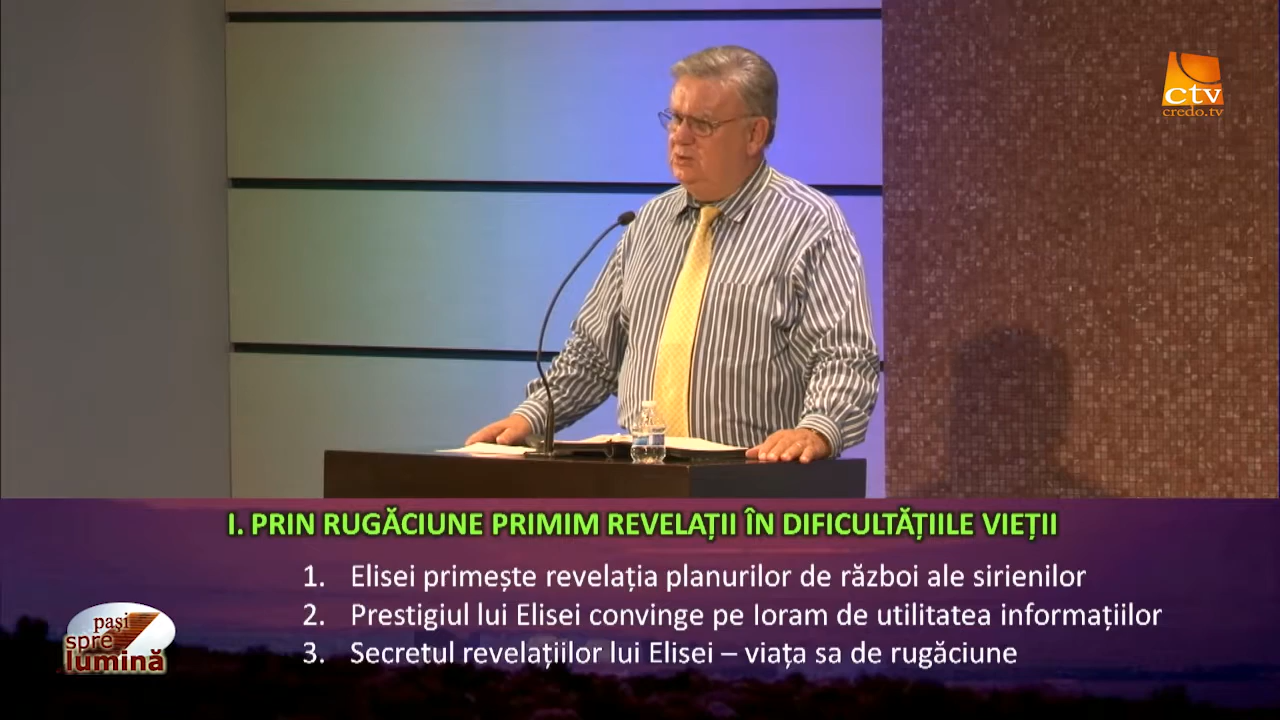 ctv
credo.tv
I. PRIN RUGĂCIUNE PRIMIM REVELAȚII ÎN DIFICULTĂȚIILE VIEȚII
1. Elisei primește revelația planurilor de război ale sirienilor
2. Prestigiul lui Elisei convinge pe Ioram de utilitatea informațiilor
3. Secretul revelațiilor lui Elisei – viața sa de rugăciune
pași
spre
lumină